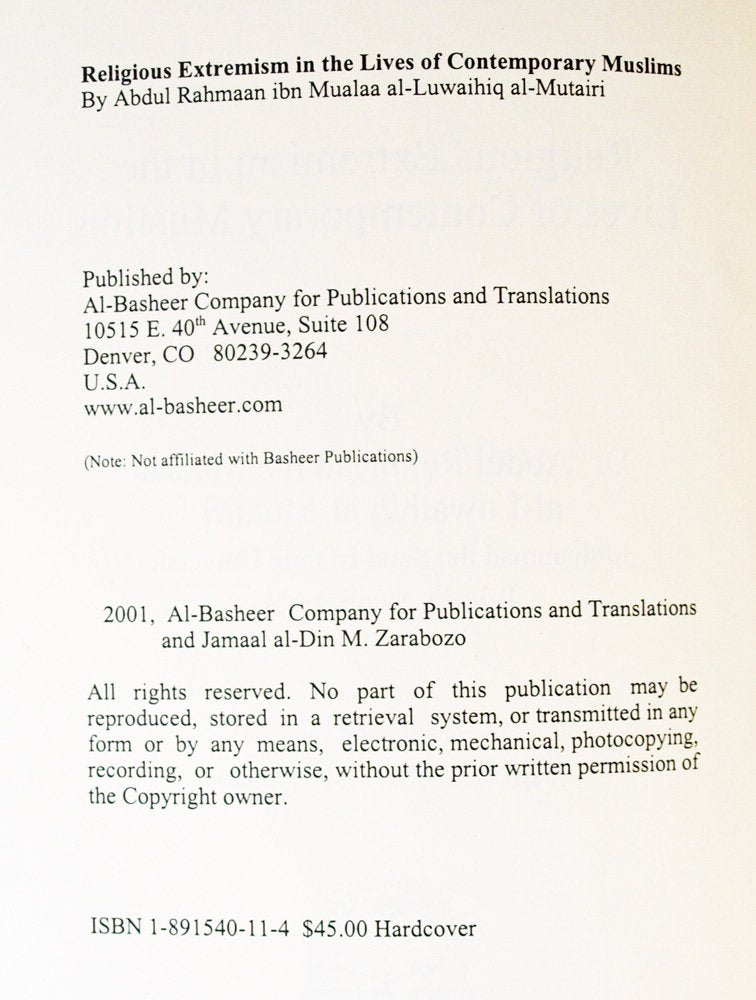 Religious Extremism in the Lives of Contemporary Muslims
By Abdul Rahmaan ibn Mualaa al-Luwaihiq al-Mutairi
Published by:
Al-Basheer Company for Publications and Translations
10515 E. 40th Avenue, Suite 108
Denver, CO 80239-3264
U.S.A.
www.al-basheer.com
(Note: Not affiliated with Basheer Publications)
2001, Al-Basheer Company for Publications and Translations
and Jamaal al-Din M. Zarabozo
All rights reserved. No part of this publication may be
reproduced, stored in a retrieval system, or transmitted in any
form or by any means, electronic, mechanical, photocopying,
recording, or otherwise, without the prior written permission of
the Copyright owner.
ISBN 1-891540-11-4 $45.00 Hardcover